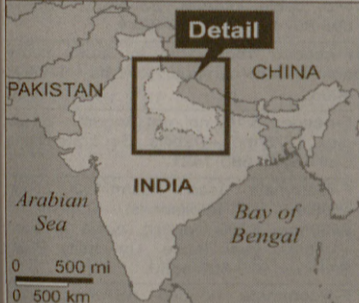 Detail
CHINA
PAKISTAN
INDIA
Arabian
Sea
Bay of
Bengal
0 500 mi
0 500 km